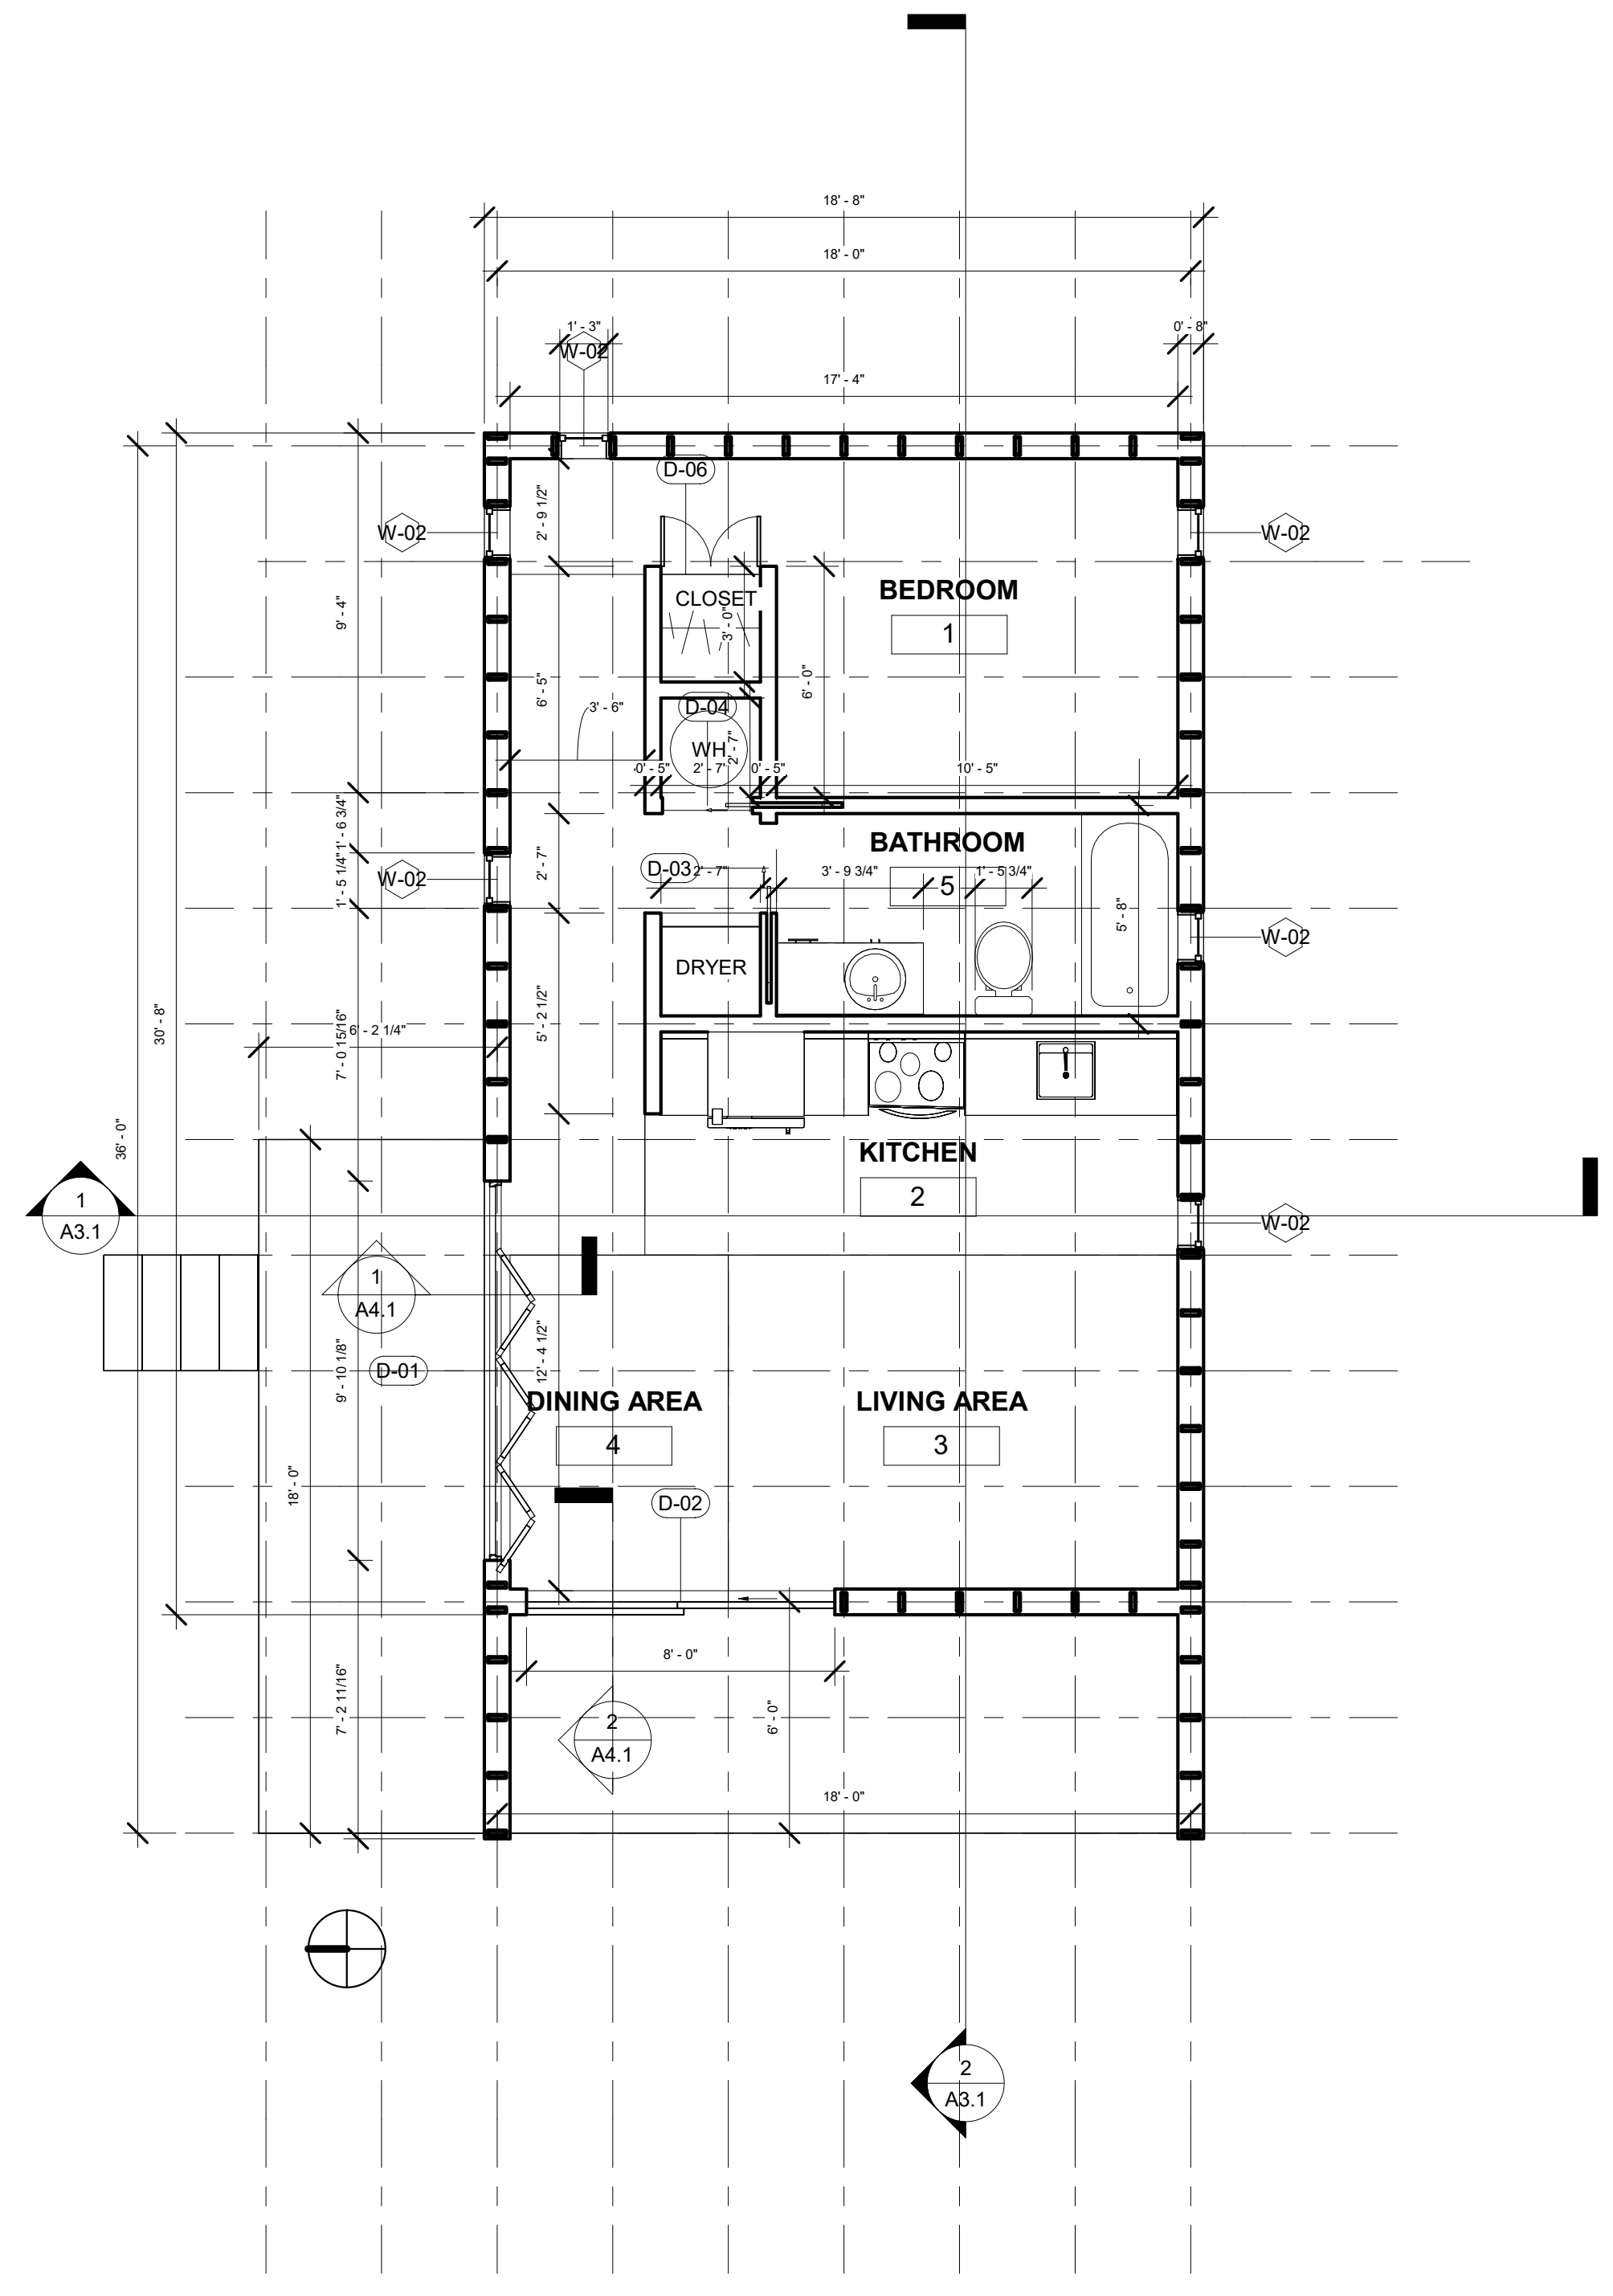 18' - 8"
18' - 0"
1' - 3"
W-02
0' - 8"
17' - 4"
D-06
2' - 9 1/2"
W-02
W-02
9' - 4"
CLOSET
3' - 0"
BEDROOM
1
6' - 5"
6' - 0"
3' - 6"
D-04
WH
2' - 7"
0' - 5"
2' - 7"
0' - 5"
10' - 5"
1' - 6 3/4"
1' - 5 1/4"
W-02
2' - 7"
D-03
2' - 7"
BATHROOM
5
3' - 9 3/4"
1' - 5 3/4"
5' - 8"
W-02
DRYER
30' - 8"
7' - 0 15/16"
6' - 2 1/4"
5' - 2 1/2"
36' - 0"
KITCHEN
2
1
A3.1
W-02
1
A4.1
9' - 10 1/8"
D-01
12' - 4 1/2"
DINING AREA
4
LIVING AREA
3
18' - 0"
D-02
8' - 0"
7' - 2 11/16"
2
A4.1
6' - 0"
18' - 0"
2
A3.1